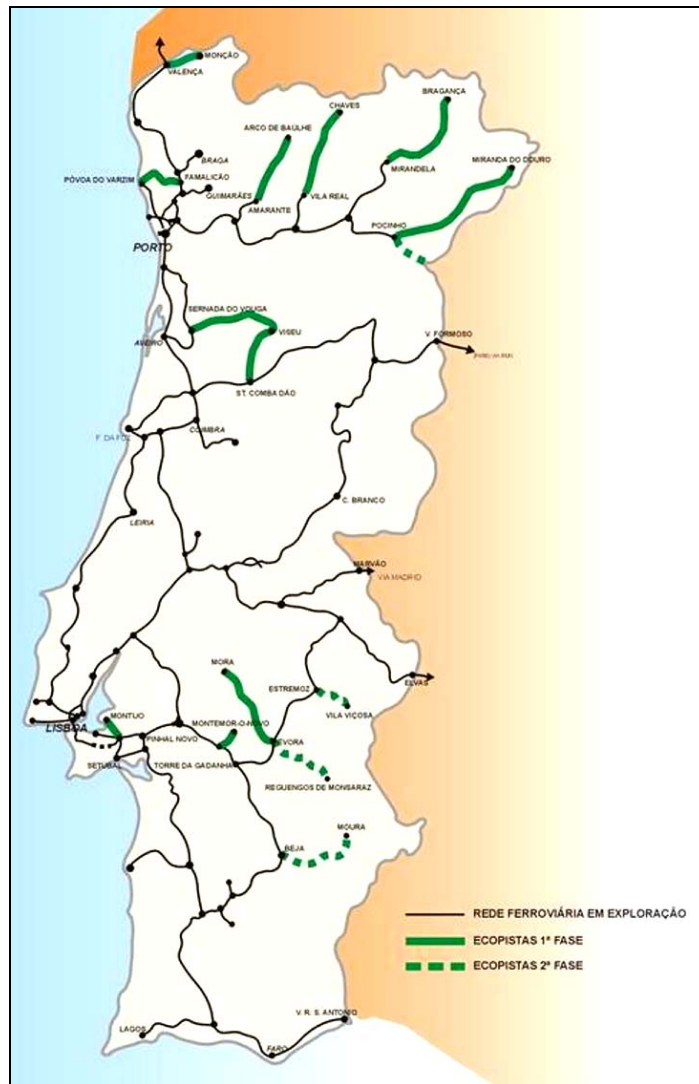 MONÇÃO
VALENÇA
BRAGANÇA
CHAVES
ARCO DE BAÚLHE
BRAGA
MIRANDELA
MIRANDA DO DOURO
PÓVOA DO VARZIM
FAMALICÃO
GUIMARÃES
AMARANTE
VILA REAL
POCINHO
PORTO
SERNADA DO VOUGA
VISEU
AVEIRO
V. FORMOSO
ST. COMBA DÃO
F. DA FOZ
COIMBRA
C. BRANCO
LEIRIA
MARVÃO
VIA MADRID
MORA
ELVAS
ESTREMOZ
VILA VIÇOSA
MONTIJO
MONTEMOR-O-NOVO
LISBOA
PINHAL NOVO
ÉVORA
SETUBAL
TORRE DA GADANHA
REGUENGOS DE MONSARAZ
MOURA
BEJA
REDE FERROVIÁRIA EM EXPLORAÇÃO
ECOPISTAS 1ª FASE
ECOPISTAS 2ª FASE
V. R. S. ANTONIO
LAGOS
FARO